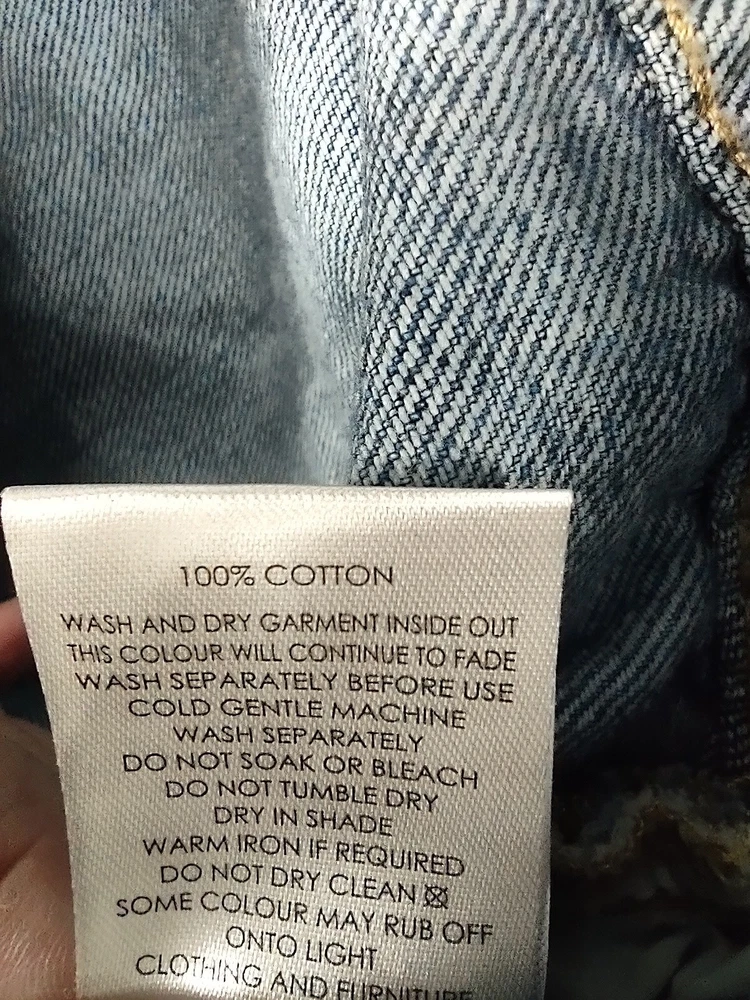 100% COTTON
WASH AND DRY GARMENT INSIDE OUT
THIS COLOUR WILL CONTINUE TO FADE
WASH SEPARATELY BEFORE USE
COLD GENTLE MACHINE
WASH SEPARATELY
DO NOT SOAK OR BLEACH
DO NOT TUMBLE DRY
DRY IN SHADE
WARM IRON IF REQUIRED
DO NOT DRY CLEAN
SOME COLOUR MAY RUB OFF
ONTO LIGHT
CLOTHING AND FURNITURE